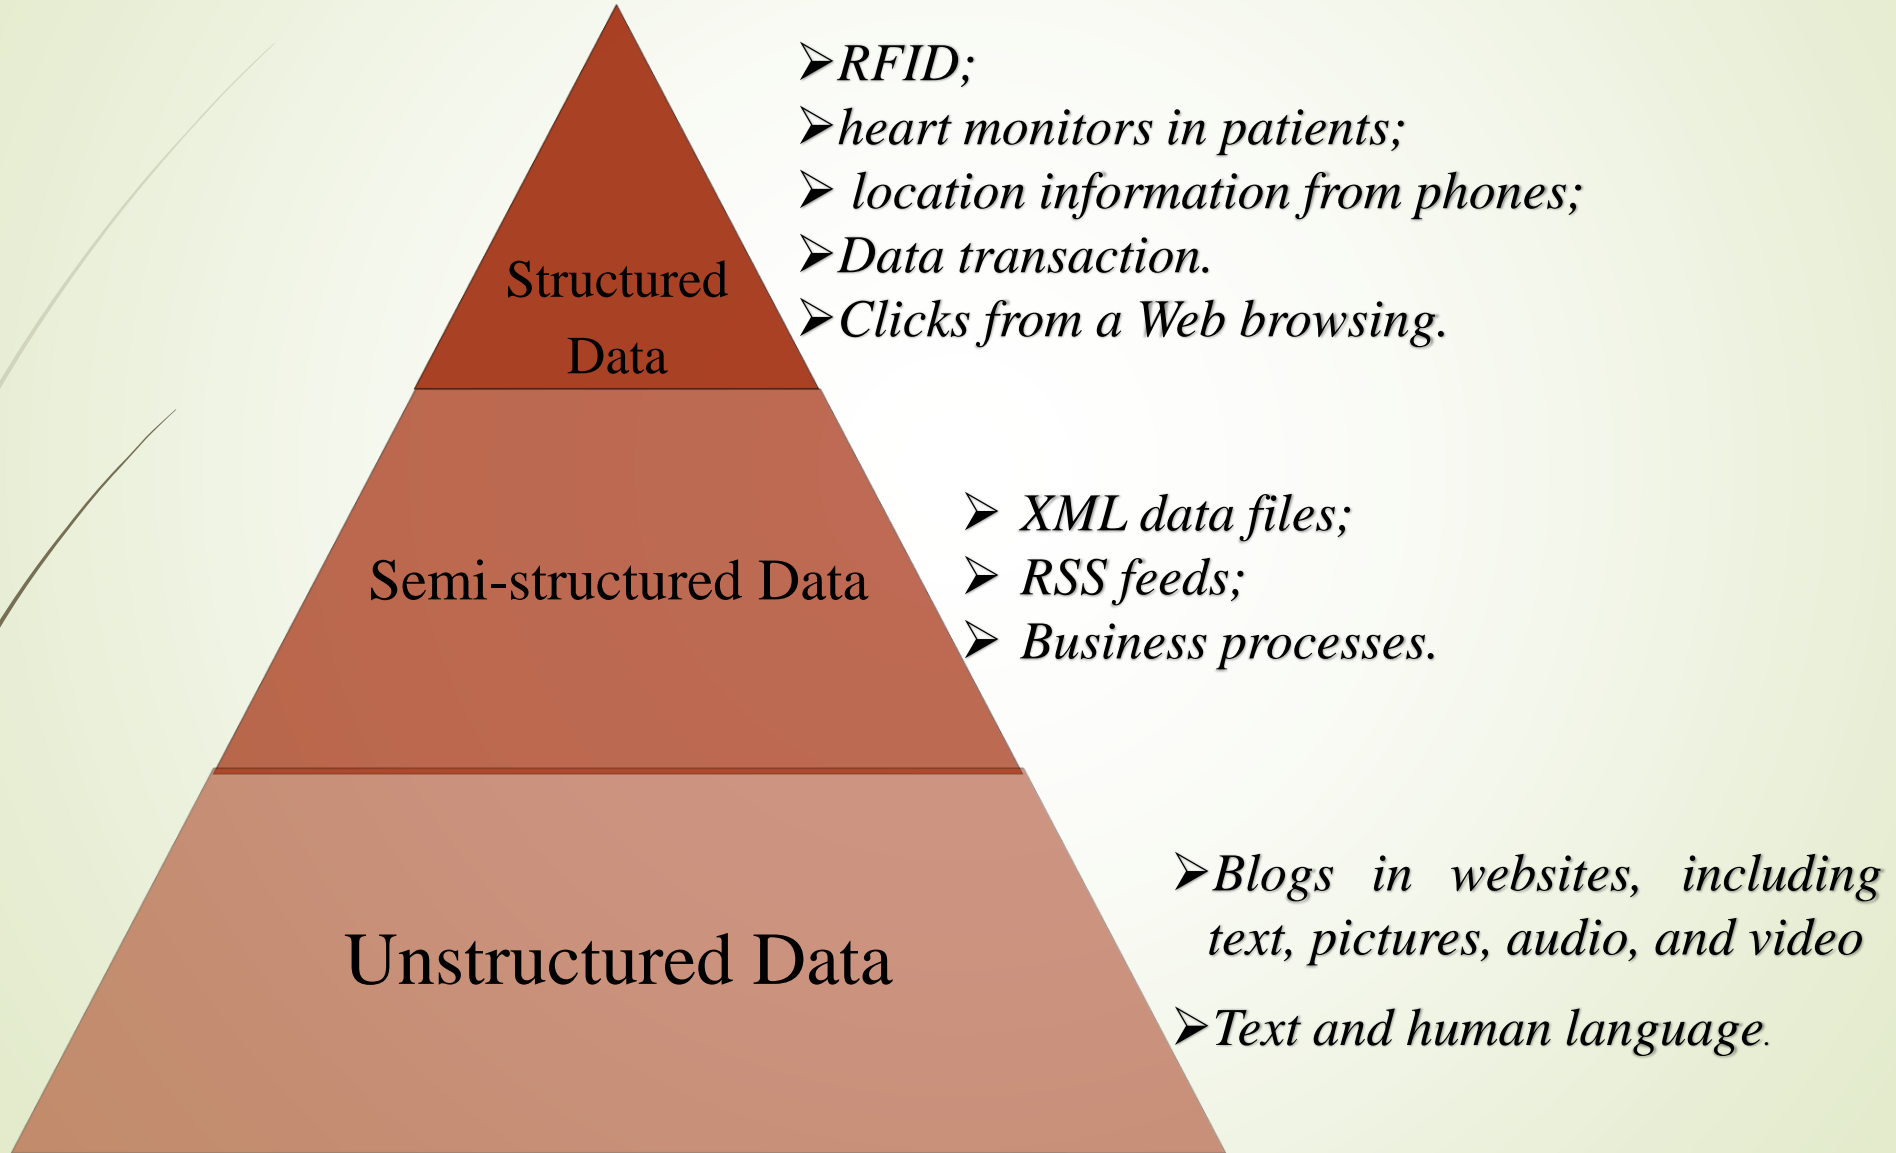 Structured
Data
➢RFID;
➢heart monitors in patients;
➢ location information from phones;
➢Data transaction.
➢Clicks from a Web browsing.
Semi-structured Data
➢ XML data files;
➢ RSS feeds;
➢ Business processes.
Unstructured Data
➢Blogs in websites, including
text, pictures, audio, and video
➢Text and human language.